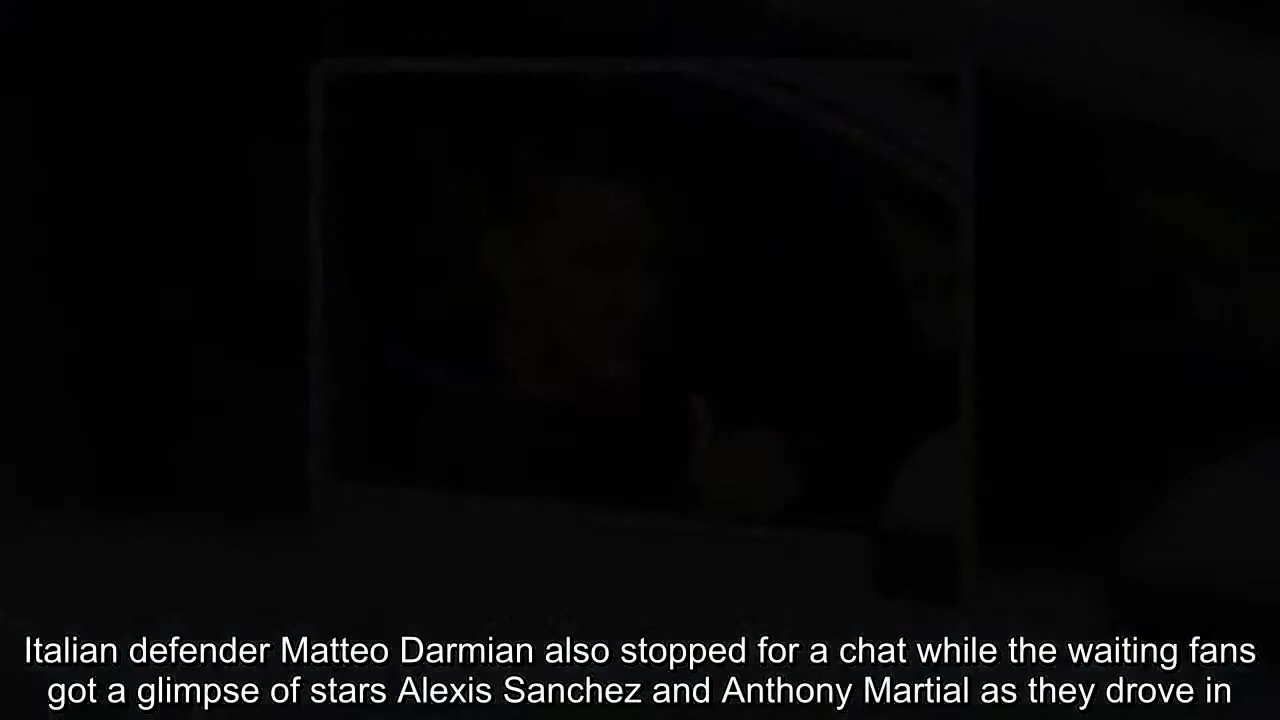 Italian defender Matteo Darmian also stopped for a chat while the waiting fans
got a glimpse of stars Alexis Sanchez and Anthony Martial as they drove in